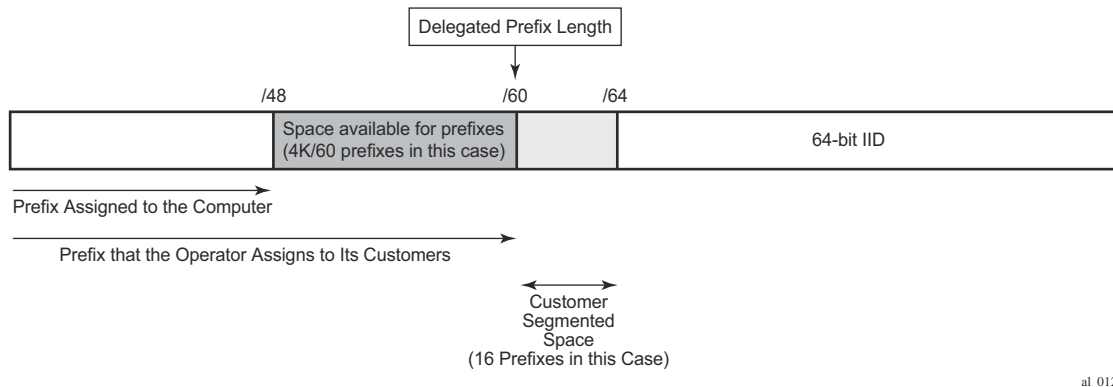 Delegated Prefix Length
/48
/60
/64
Space available for prefixes
(4K/60 prefixes in this case)
64-bit IID
Prefix Assigned to the Computer
Prefix that the Operator Assigns to Its Customers
Customer
Segmented
Space
(16 Prefixes in this Case)
al_012